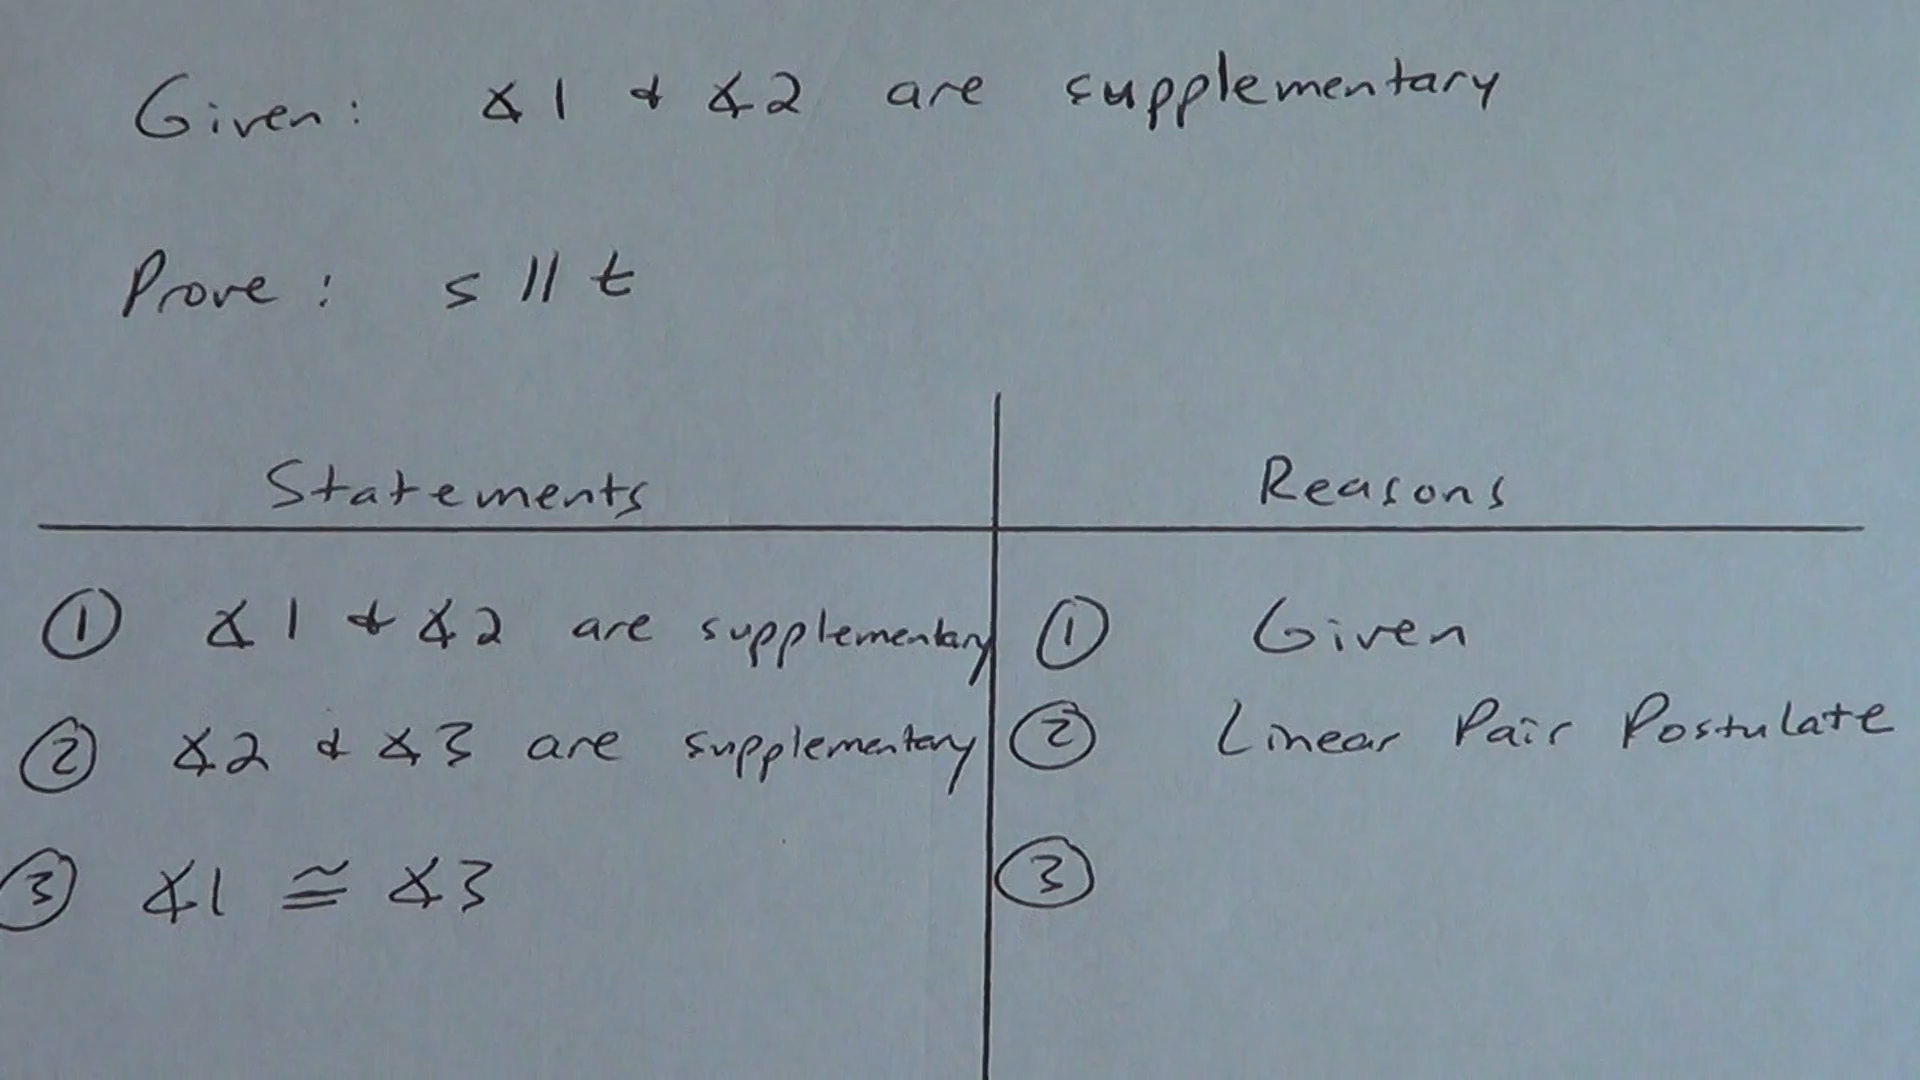 Given: ∡1 & ∡2 are supplementary
Prove: s // t
Statements Reasons
① ∡1 & ∡2 are supplementary ① Given
② ∡2 & ∡3 are supplementary ② Linear Pair Postulate
③ ∡1 ≅ ∡3 ③